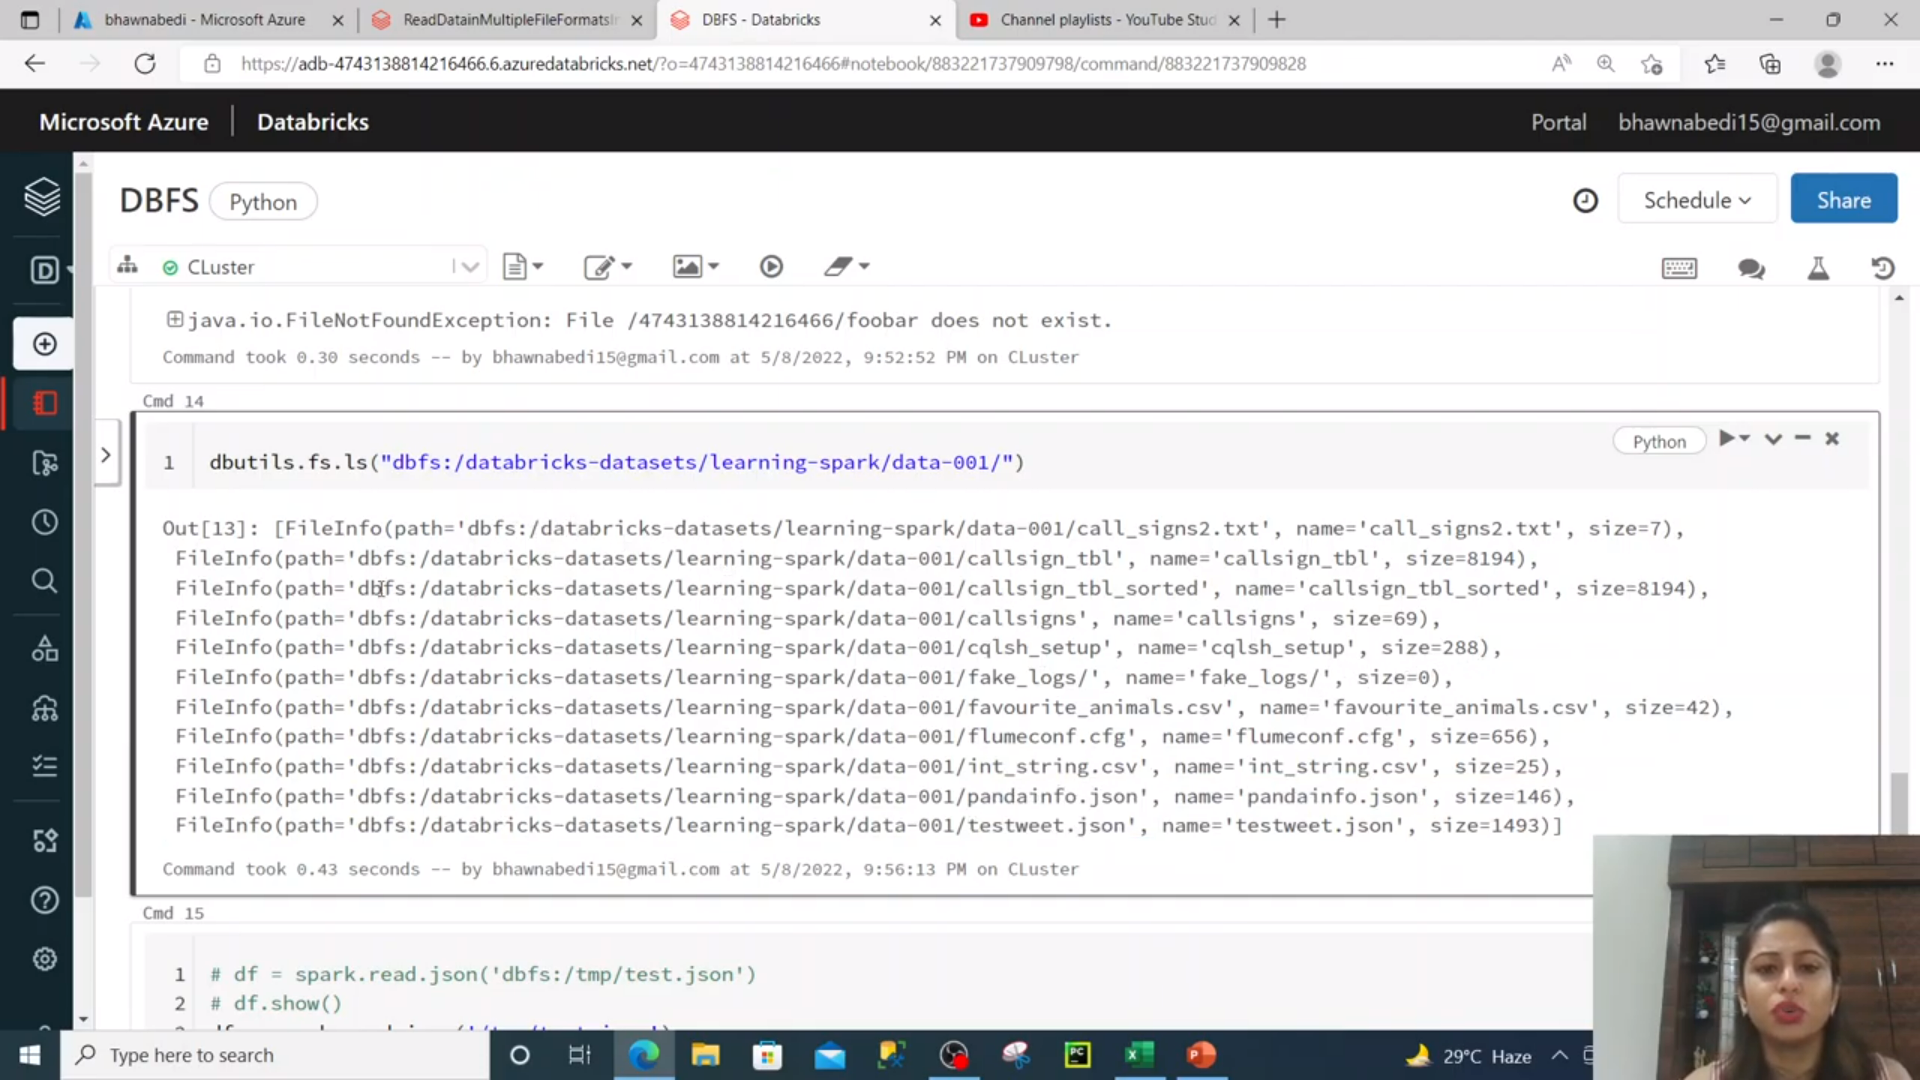 bhawnabedi - Microsoft Azure
ReadDatainMultipleFileFormatsIn
DBFS - Databricks
Channel playlists - YouTube Stud
https://adb-4743138814216466.6.azuredatabricks.net/?o=4743138814216466#notebook/883221737909798/command/883221737909828
Microsoft Azure | Databricks
Portal bhawnabedi15@gmail.com
DBFS Python
Schedule Share
CLuster
java.io.FileNotFoundException: File /4743138814216466/foobar does not exist.
Command took 0.30 seconds -- by bhawnabedi15@gmail.com at 5/8/2022, 9:52:52 PM on CLuster
Cmd 14
Python
1 dbutils.fs.ls("dbfs:/databricks-datasets/learning-spark/data-001/")
Out[13]: [FileInfo(path='dbfs:/databricks-datasets/learning-spark/data-001/call_signs2.txt', name='call_signs2.txt', size=7),
FileInfo(path='dbfs:/databricks-datasets/learning-spark/data-001/callsign_tbl', name='callsign_tbl', size=8194),
FileInfo(path='dbfs:/databricks-datasets/learning-spark/data-001/callsign_tbl_sorted', name='callsign_tbl_sorted', size=8194),
FileInfo(path='dbfs:/databricks-datasets/learning-spark/data-001/callsigns', name='callsigns', size=69),
FileInfo(path='dbfs:/databricks-datasets/learning-spark/data-001/cqlsh_setup', name='cqlsh_setup', size=288),
FileInfo(path='dbfs:/databricks-datasets/learning-spark/data-001/fake_logs/', name='fake_logs/', size=0),
FileInfo(path='dbfs:/databricks-datasets/learning-spark/data-001/favourite_animals.csv', name='favourite_animals.csv', size=42),
FileInfo(path='dbfs:/databricks-datasets/learning-spark/data-001/flumeconf.cfg', name='flumeconf.cfg', size=656),
FileInfo(path='dbfs:/databricks-datasets/learning-spark/data-001/int_string.csv', name='int_string.csv', size=25),
FileInfo(path='dbfs:/databricks-datasets/learning-spark/data-001/pandainfo.json', name='pandainfo.json', size=146),
FileInfo(path='dbfs:/databricks-datasets/learning-spark/data-001/testweet.json', name='testweet.json', size=1493)]
Command took 0.43 seconds -- by bhawnabedi15@gmail.com at 5/8/2022, 9:56:13 PM on CLuster
Cmd 15
1 # df = spark.read.json('dbfs:/tmp/test.json')
2 # df.show()
Type here to search
29°C Haze